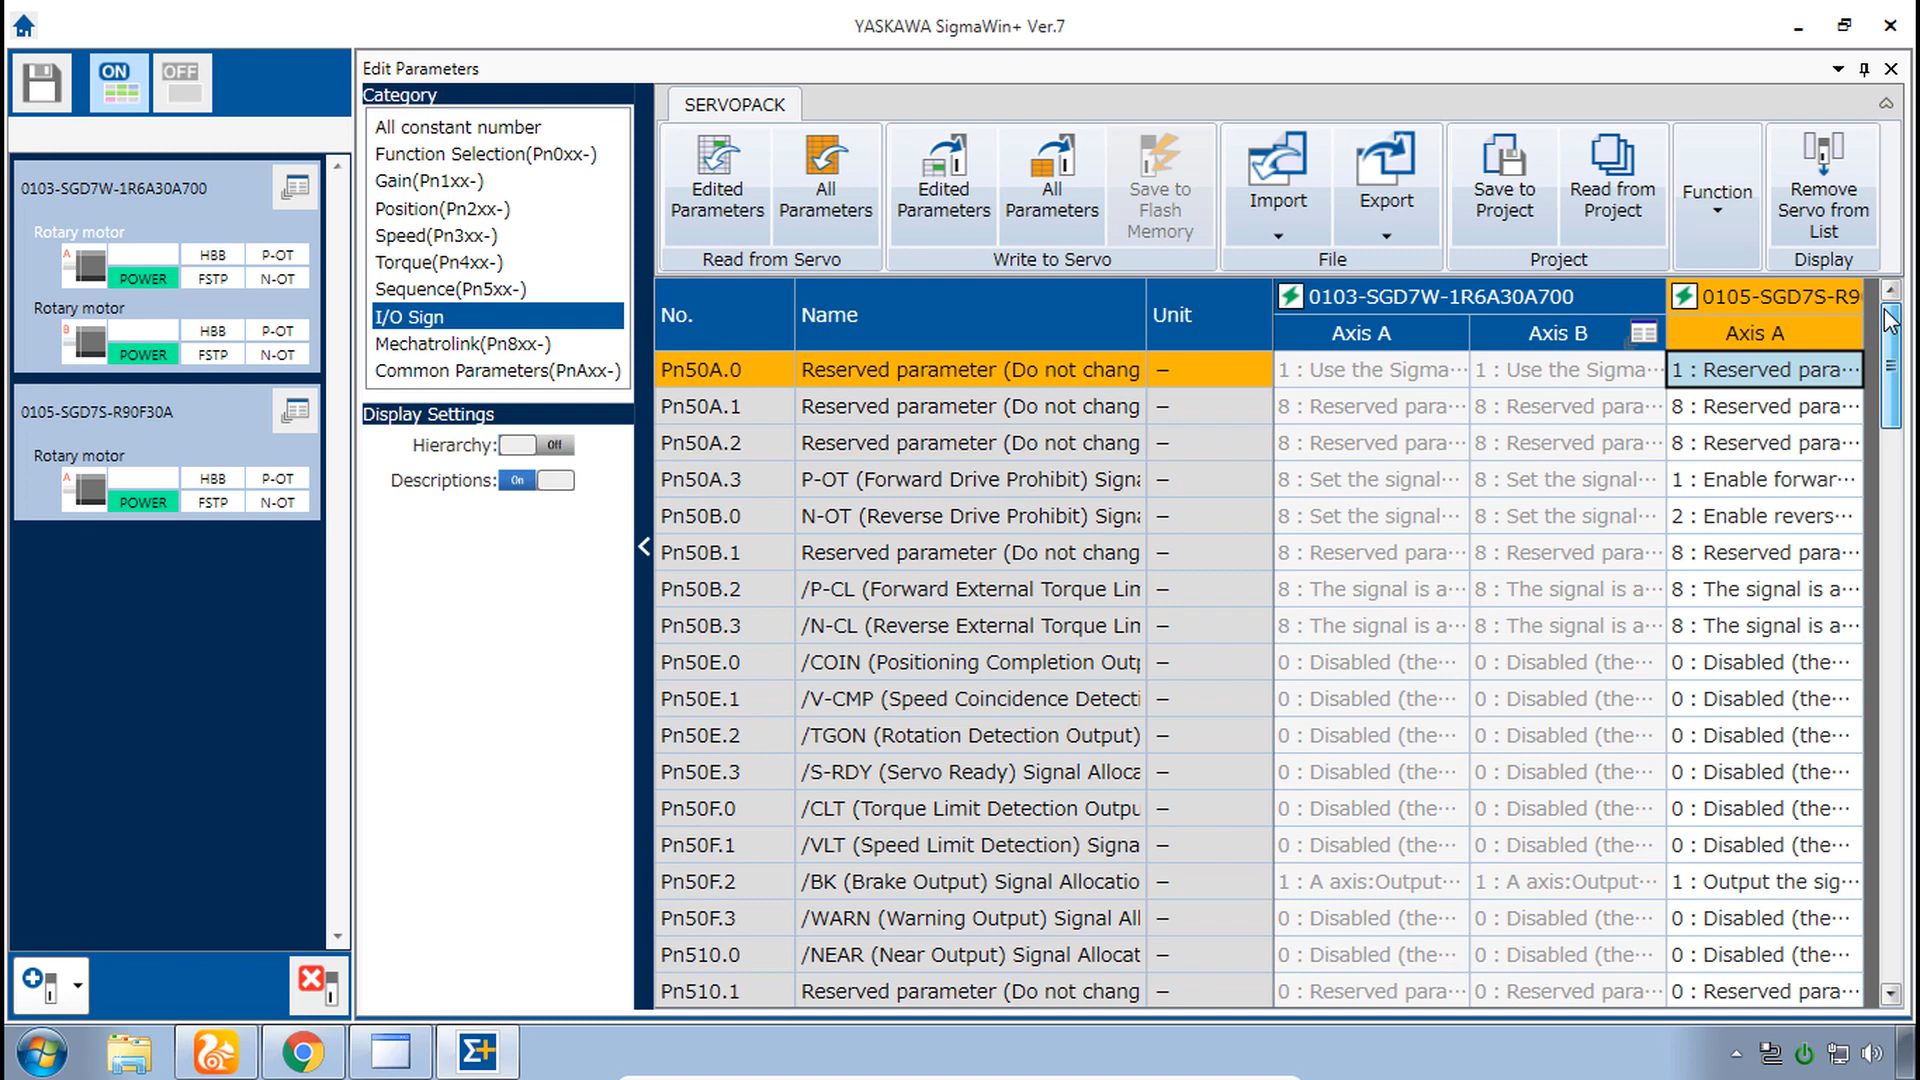 YASKAWA SigmaWin+ Ver.7
ON
OFF
0103-SGD7W-1R6A30A700
Rotary motor
A
HBB
P-OT
POWER
FSTP
N-OT
Rotary motor
B
HBB
P-OT
POWER
FSTP
N-OT
0105-SGD7S-R90F30A
Rotary motor
A
HBB
P-OT
POWER
FSTP
N-OT
Edit Parameters
Category
All constant number
Function Selection(Pn0xx-)
Gain(Pn1xx-)
Position(Pn2xx-)
Speed(Pn3xx-)
Torque(Pn4xx-)
Sequence(Pn5xx-)
I/O Sign
Mechatrolink(Pn8xx-)
Common Parameters(PnAxx-)
Display Settings
Hierarchy: Off
Descriptions: On
SERVOPACK
Edited Parameters
All Parameters
Read from Servo
Edited Parameters
All Parameters
Save to Flash Memory
Write to Servo
Import
Export
File
Save to Project
Read from Project
Project
Function
Remove Servo from List
Display
No. Name Unit 0103-SGD7W-1R6A30A700 0105-SGD7S-R9
Axis A Axis B Axis A
Pn50A.0 Reserved parameter (Do not chang – 1 : Use the Sigma··· 1 : Use the Sigma··· 1 : Reserved para···
Pn50A.1 Reserved parameter (Do not chang – 8 : Reserved para··· 8 : Reserved para··· 8 : Reserved para···
Pn50A.2 Reserved parameter (Do not chang – 8 : Reserved para··· 8 : Reserved para··· 8 : Reserved para···
Pn50A.3 P-OT (Forward Drive Prohibit) Signa – 8 : Set the signal··· 8 : Set the signal··· 1 : Enable forwar···
Pn50B.0 N-OT (Reverse Drive Prohibit) Signa – 8 : Set the signal··· 8 : Set the signal··· 2 : Enable revers···
Pn50B.1 Reserved parameter (Do not chang – 8 : Reserved para··· 8 : Reserved para··· 8 : Reserved para···
Pn50B.2 /P-CL (Forward External Torque Lim – 8 : The signal is a··· 8 : The signal is a··· 8 : The signal is a···
Pn50B.3 /N-CL (Reverse External Torque Lim – 8 : The signal is a··· 8 : The signal is a··· 8 : The signal is a···
Pn50E.0 /COIN (Positioning Completion Outp – 0 : Disabled (the··· 0 : Disabled (the··· 0 : Disabled (the···
Pn50E.1 /V-CMP (Speed Coincidence Detecti – 0 : Disabled (the··· 0 : Disabled (the··· 0 : Disabled (the···
Pn50E.2 /TGON (Rotation Detection Output) – 0 : Disabled (the··· 0 : Disabled (the··· 0 : Disabled (the···
Pn50E.3 /S-RDY (Servo Ready) Signal Alloca – 0 : Disabled (the··· 0 : Disabled (the··· 0 : Disabled (the···
Pn50F.0 /CLT (Torque Limit Detection Outpu – 0 : Disabled (the··· 0 : Disabled (the··· 0 : Disabled (the···
Pn50F.1 /VLT (Speed Limit Detection) Signa – 0 : Disabled (the··· 0 : Disabled (the··· 0 : Disabled (the···
Pn50F.2 /BK (Brake Output) Signal Allocatio – 1 : A axis:Output··· 1 : A axis:Output··· 1 : Output the sig···
Pn50F.3 /WARN (Warning Output) Signal All – 0 : Disabled (the··· 0 : Disabled (the··· 0 : Disabled (the···
Pn510.0 /NEAR (Near Output) Signal Allocat – 0 : Disabled (the··· 0 : Disabled (the··· 0 : Disabled (the···
Pn510.1 Reserved parameter (Do not chang – 0 : Reserved para··· 0 : Reserved para··· 0 : Reserved para···
Σ+